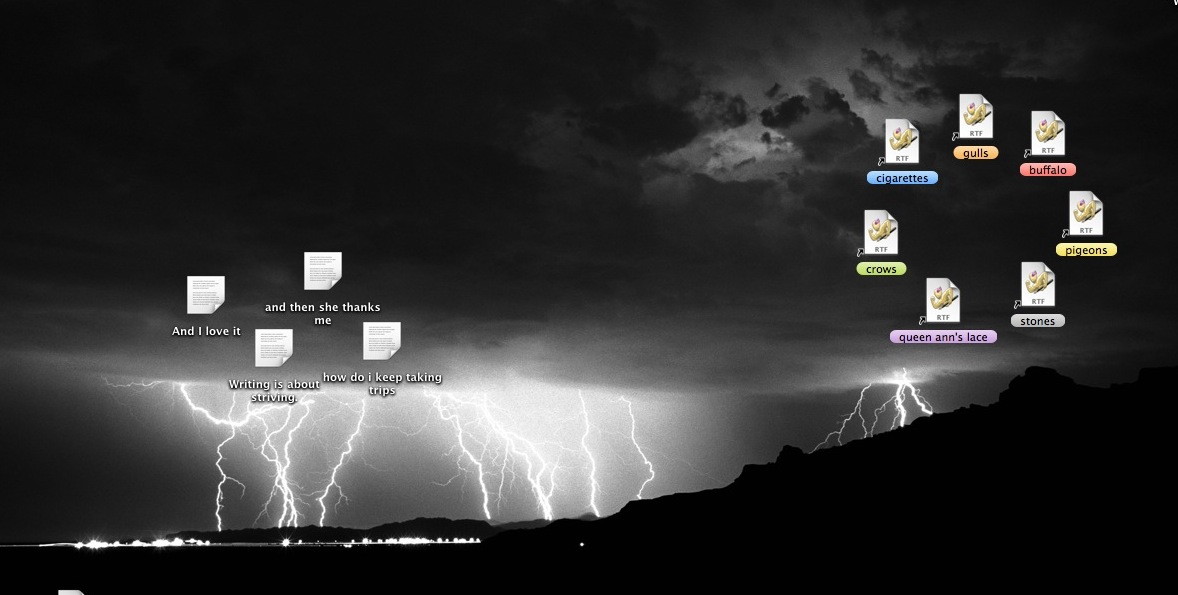 RTF
gulls
RTF
buffalo
RTF
cigarettes
RTF
pigeons
RTF
crows
and then she thanks
me
And I love it
RTF
stones
RTF
queen ann's lace
how do i keep taking
trips
Writing is about
striving.